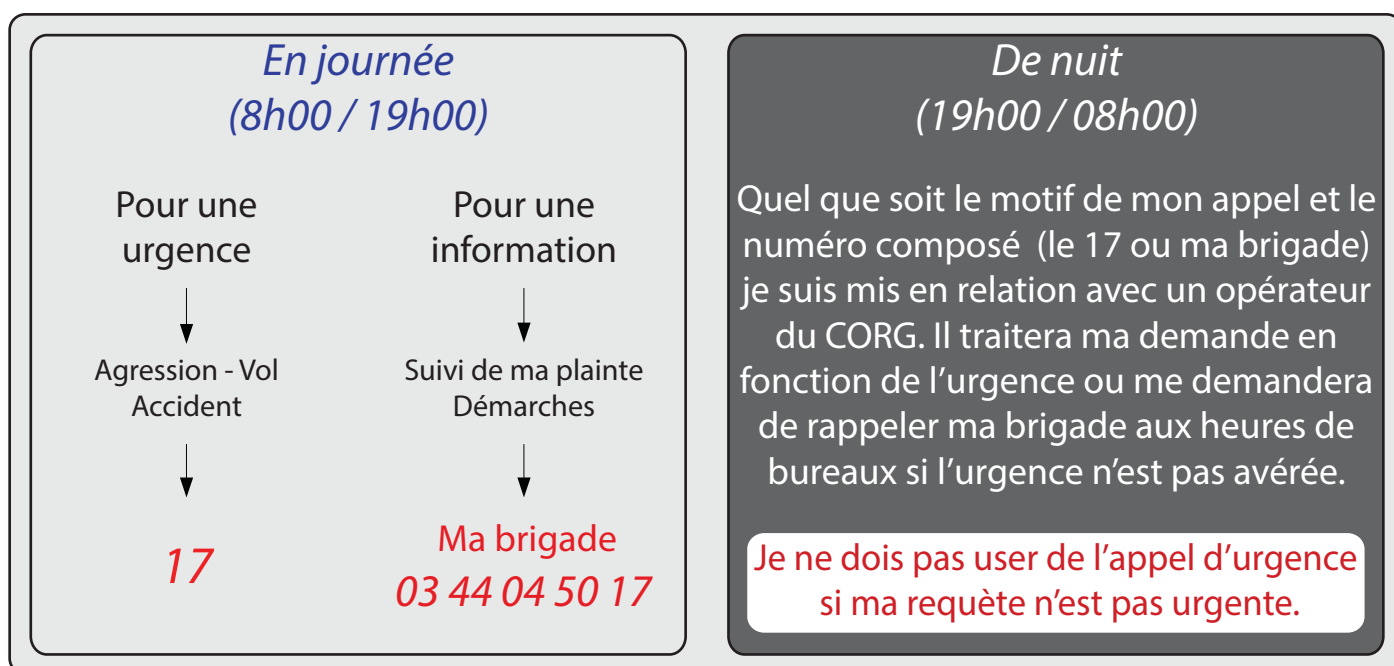 En journée
(8h00 / 19h00)
Pour une
urgence
Agression - Vol
Accident
17
Pour une
information
Suivi de ma plainte
Démarches
Ma brigade
03 44 04 50 17
De nuit
(19h00 / 08h00)
Quel que soit le motif de mon appel et le
numéro composé  (le 17 ou ma brigade)
je suis mis en relation avec un opérateur
du CORG. Il traitera ma demande en
fonction de l’urgence ou me demandera
de rappeler ma brigade aux heures de
bureaux si l’urgence n’est pas avérée.
Je ne dois pas user de l’appel d’urgence
si ma requète n’est pas urgente.